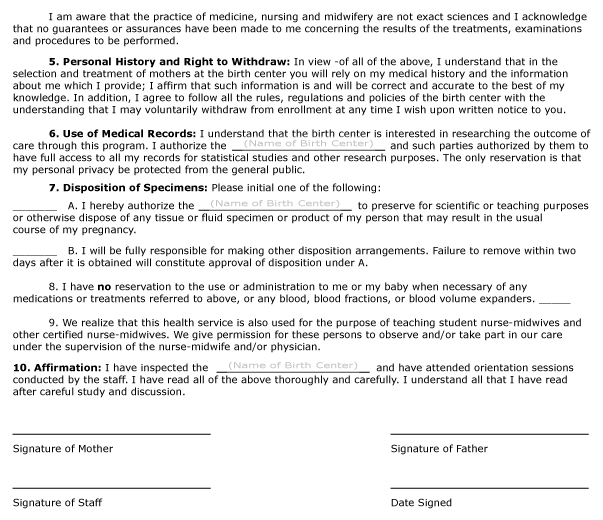 I am aware that the practice of medicine, nursing and midwifery are not exact sciences and I acknowledge
that no guarantees or assurances have been made to me concerning the results of the treatments, examinations
and procedures to be performed.
5. Personal History and Right to Withdraw: In view -of all of the above, I understand that in the
selection and treatment of mothers at the birth center you will rely on my medical history and the information
about me which I provide; I affirm that such information is and will be correct and accurate to the best of my
knowledge. In addition, I agree to follow all the rules, regulations and policies of the birth center with the
understanding that I may voluntarily withdraw from enrollment at any time I wish upon written notice to you.
6. Use of Medical Records: I understand that the birth center is interested in researching the outcome of
care through this program. I authorize the (Name of Birth Center) and such parties authorized by them to
have full access to all my records for statistical studies and other research purposes. The only reservation is that
my personal privacy be protected from the general public.
7. Disposition of Specimens: Please initial one of the following:
_______ A. I hereby authorize the (Name of Birth Center) to preserve for scientific or teaching purposes
or otherwise dispose of any tissue or fluid specimen or product of my person that may result in the usual
course of my pregnancy.
_______ B. I will be fully responsible for making other disposition arrangements. Failure to remove within two
days after it is obtained will constitute approval of disposition under A.
8. I have no reservation to the use or administration to me or my baby when necessary of any
medications or treatments referred to above, or any blood, blood fractions, or blood volume expanders. _____
9. We realize that this health service is also used for the purpose of teaching student nurse-midwives and
other certified nurse-midwives. We give permission for these persons to observe and/or take part in our care
under the supervision of the nurse-midwife and/or physician.
10. Affirmation: I have inspected the (Name of Birth Center) and have attended orientation sessions
conducted by the staff. I have read all of the above thoroughly and carefully. I understand all that I have read
after careful study and discussion.
Signature of Mother
Signature of Father
Signature of Staff
Date Signed